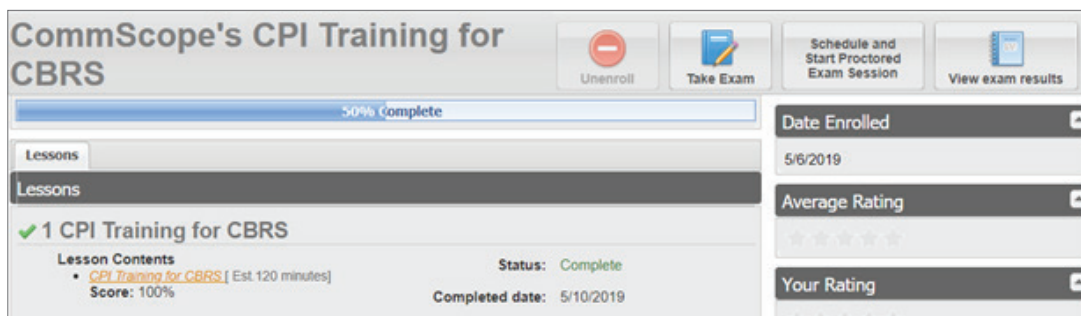 CommScope's CPI Training for
CBRS
Unenroll
Take Exam
Schedule and
Start Proctored
Exam Session
View exam results
50% Complete
Date Enrolled
5/6/2019
Lessons
Lessons
Average Rating
✔ 1 CPI Training for CBRS
Lesson Contents
• CPI Training for CBRS [ Est 120 minutes]
Score: 100%
Status: Complete
Completed date: 5/10/2019
Your Rating